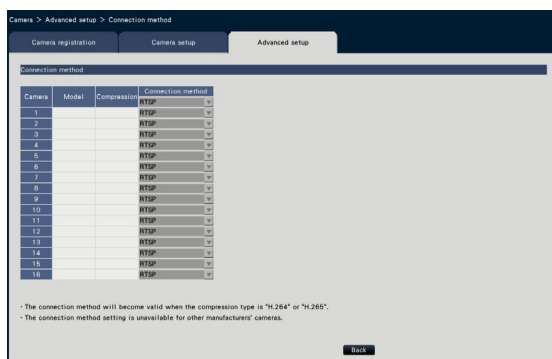 Camera > Advanced setup > Connection method
Camera registration Camera setup Advanced setup
Connection method
Camera Model Compression Connection method
RTSP
1 RTSP
2 RTSP
3 RTSP
4 RTSP
5 RTSP
6 RTSP
7 RTSP
8 RTSP
9 RTSP
10 RTSP
11 RTSP
12 RTSP
13 RTSP
14 RTSP
15 RTSP
16 RTSP
· The connection method will become valid when the compression type is "H.264" or "H.265".
· The connection method setting is unavailable for other manufacturers' cameras.
Back